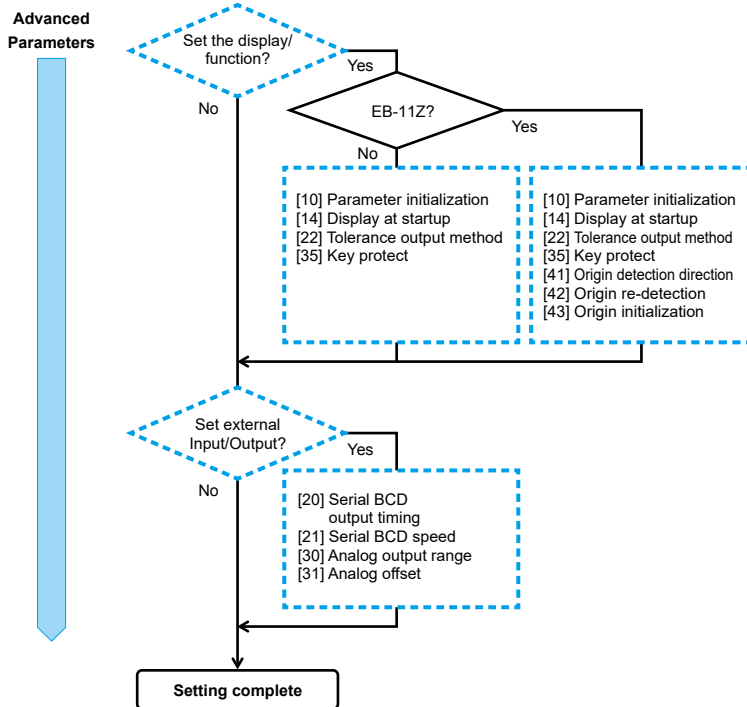 Advanced
Parameters
Set the display/
function?
Yes
No
EB-11Z?
Yes
No
[10] Parameter initialization
[14] Display at startup
[22] Tolerance output method
[35] Key protect
[10] Parameter initialization
[14] Display at startup
[22] Tolerance output method
[35] Key protect
[41] Origin detection direction
[42] Origin re-detection
[43] Origin initialization
Set external
Input/Output?
Yes
No
[20] Serial BCD
output timing
[21] Serial BCD speed
[30] Analog output range
[31] Analog offset
Setting complete